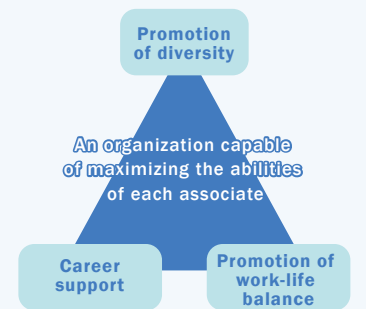 Promotion
of diversity
An organization capable
of maximizing the abilities
of each associate
Career
support
Promotion of
work-life
balance